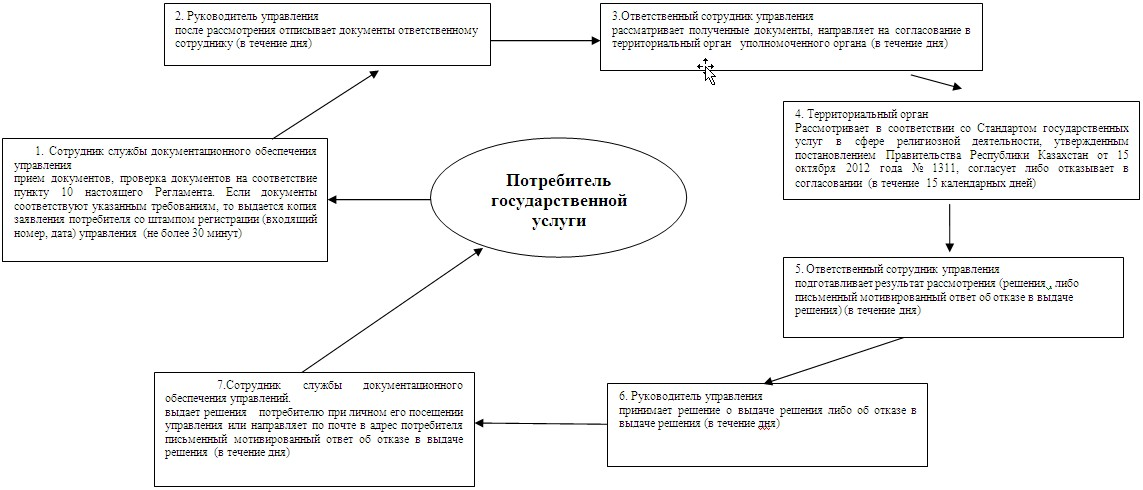 2. Руководитель управления
после рассмотрения отписывает документы ответственному
сотруднику (в течение дня)
3.Ответственный сотрудник управления
рассматривает полученные документы, направляет на согласование в
территориальный орган уполномоченного органа (в течение дня)
4. Территориальный орган
Рассматривает в соответствии со Стандартом государственных
услуг в сфере религиозной деятельности, утвержденным
постановлением Правительства Республики Казахстан от 15
октября 2012 года № 1311, согласует либо отказывает в
согласовании (в течение 15 календарных дней)
1. Сотрудник службы документационного обеспечения
управления
прием документов, проверка документов на соответствие
пункту 10 настоящего Регламента. Если документы
соответствуют указанным требованиям, то выдается копия
заявления потребителя со штампом регистрации (входящий
номер, дата) управления (не более 30 минут)
Потребитель
государственной
услуги
5. Ответственный сотрудник управления
подготавливает результат рассмотрения (решения, либо
письменный мотивированный ответ об отказе в выдаче
решения) (в течение дня)
6. Руководитель управления
принимает решение о выдаче решения либо об отказе в
выдаче решения (в течение дня)
7.Сотрудник службы документационного
обеспечения управлений.
выдает решения потребителю при личном его посещении
управления или направляет по почте в адрес потребителя
письменный мотивированный ответ об отказе в выдаче
решения (в течение дня)